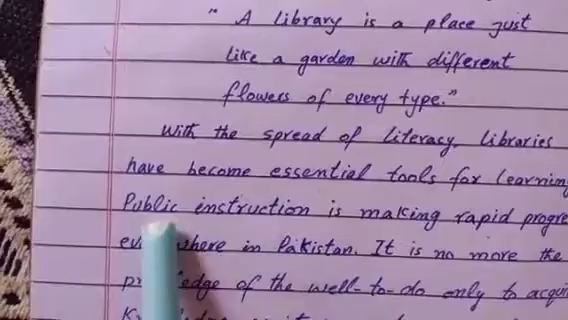 " A library is a place just
like a garden with different
flowers of every type."
With the spread of literacy, libraries
have become essential tools for learning
Public instruction is making rapid progre
in Pakistan. It is no more the
of the well-to-do only to acqui